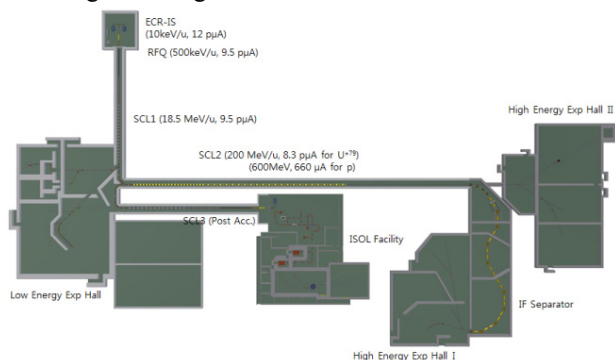 ECR-IS
(10keV/u, 12 pµA)
RFQ (500keV/u, 9.5 pµA)
SCL1 (18.5 MeV/u, 9.5 pµA)
High Energy Exp Hall II
SCL2 (200 MeV/u, 8.3 pµA for U⁺⁷⁹)
(600MeV, 660 µA for p)
SCL3 (Post Acc.)
ISOL Facility
Low Energy Exp Hall
IF Separator
High Energy Exp Hall I